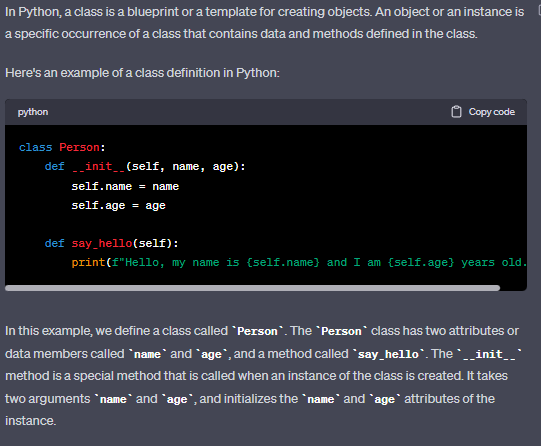 In Python, a class is a blueprint or a template for creating objects. An object or an instance is
a specific occurrence of a class that contains data and methods defined in the class.
Here's an example of a class definition in Python:
python
Copy code
class Person:
    def __init__(self, name, age):
        self.name = name
        self.age = age
    def say_hello(self):
        print(f"Hello, my name is {self.name} and I am {self.age} years old.
In this example, we define a class called `Person`. The `Person` class has two attributes or
data members called `name` and `age`, and a method called `say_hello`. The `__init__`
method is a special method that is called when an instance of the class is created. It takes
two arguments `name` and `age`, and initializes the `name` and `age` attributes of the
instance.